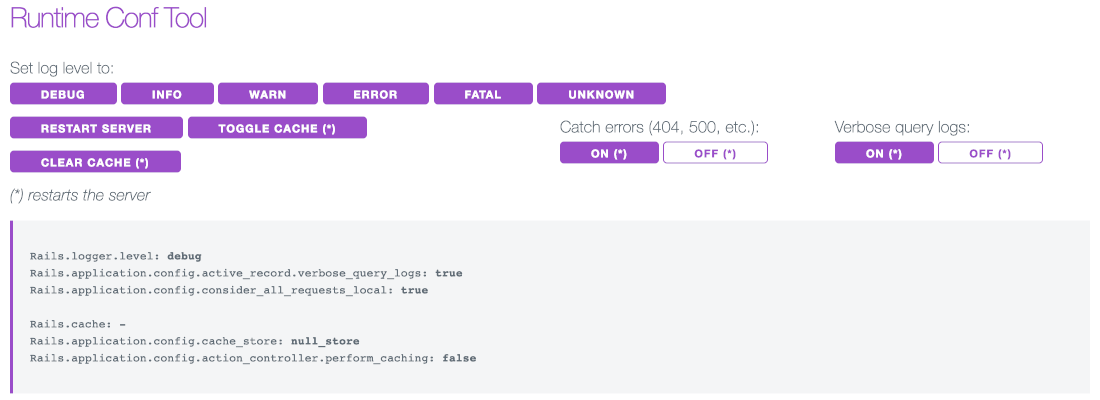 Runtime Conf Tool
Set log level to:
DEBUG INFO WARN ERROR FATAL UNKNOWN
RESTART SERVER TOGGLE CACHE (*)
CLEAR CACHE (*)
Catch errors (404, 500, etc.):
ON (*) OFF (*)
Verbose query logs:
ON (*) OFF (*)
(*) restarts the server
Rails.logger.level: debug
Rails.application.config.active_record.verbose_query_logs: true
Rails.application.config.consider_all_requests_local: true
Rails.cache: -
Rails.application.config.cache_store: null_store
Rails.application.config.action_controller.perform_caching: false